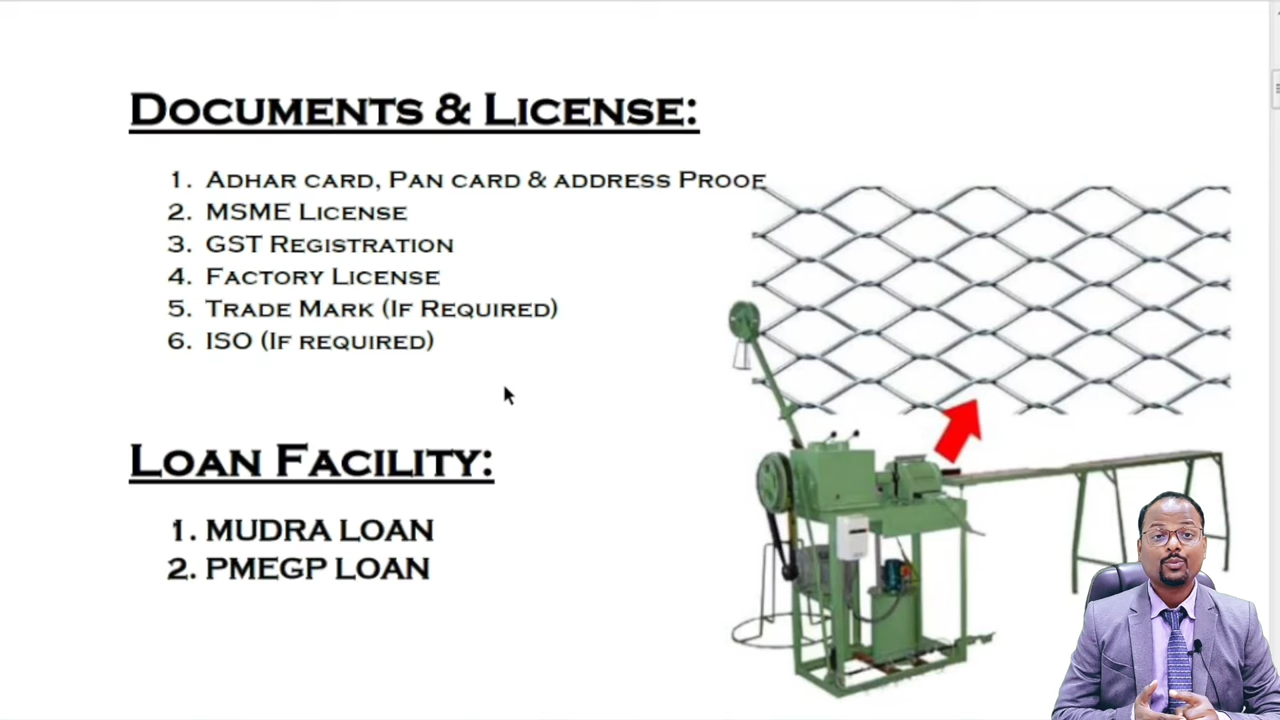 DOCUMENTS & LICENSE:
1. ADHAR CARD, PAN CARD & ADDRESS PROOF
2. MSME LICENSE
3. GST REGISTRATION
4. FACTORY LICENSE
5. TRADE MARK (IF REQUIRED)
6. ISO (IF REQUIRED)
LOAN FACILITY:
1. MUDRA LOAN
2. PMEGP LOAN